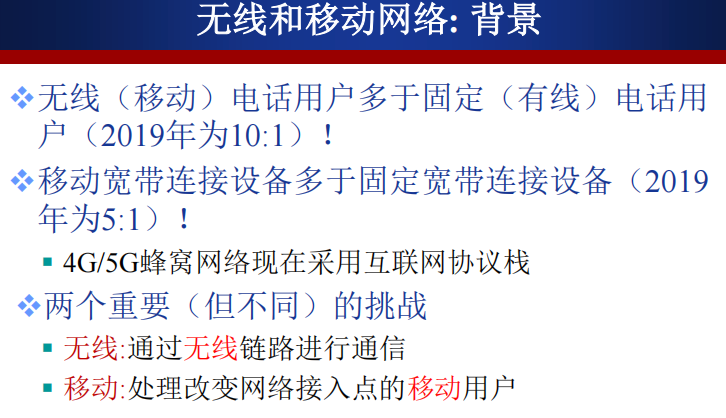 无线和移动网络: 背景
❖无线（移动）电话用户多于固定（有线）电话用
户（2019年为10:1）！
❖移动宽带连接设备多于固定宽带连接设备（2019
年为5:1）！
▪ 4G/5G蜂窝网络现在采用互联网协议栈
❖两个重要（但不同）的挑战
▪ 无线:通过无线链路进行通信
▪ 移动:处理改变网络接入点的移动用户